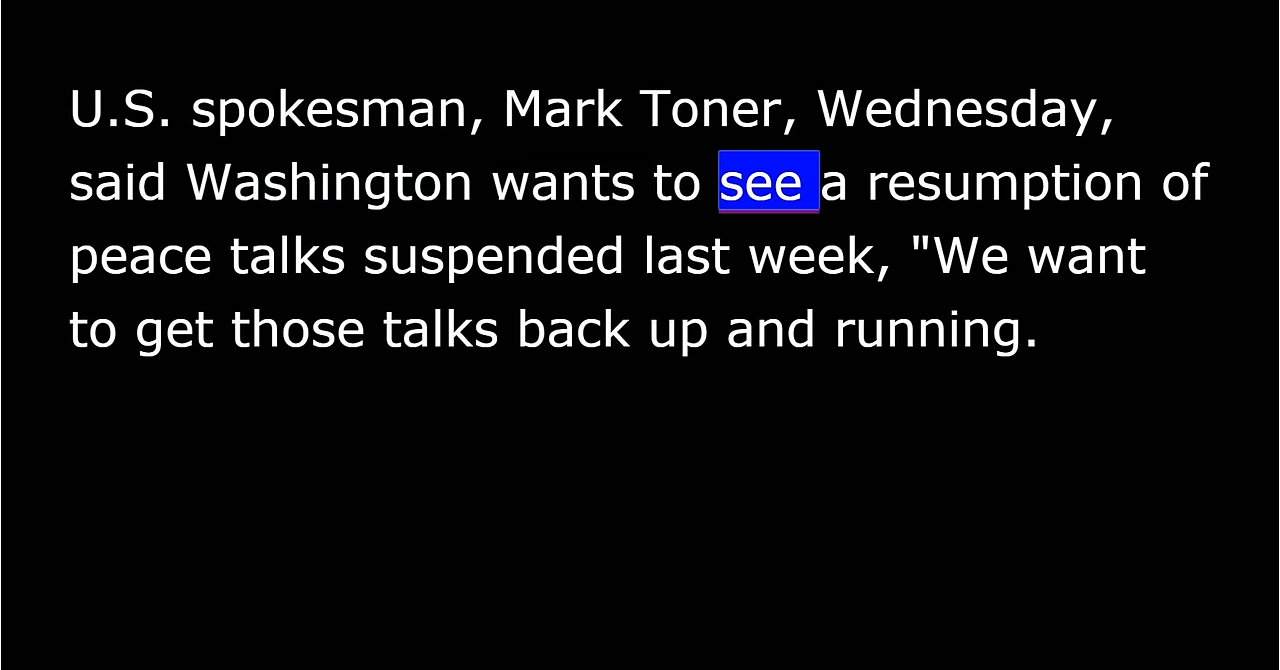 U.S. spokesman, Mark Toner, Wednesday,
said Washington wants to see a resumption of
peace talks suspended last week, "We want
to get those talks back up and running.